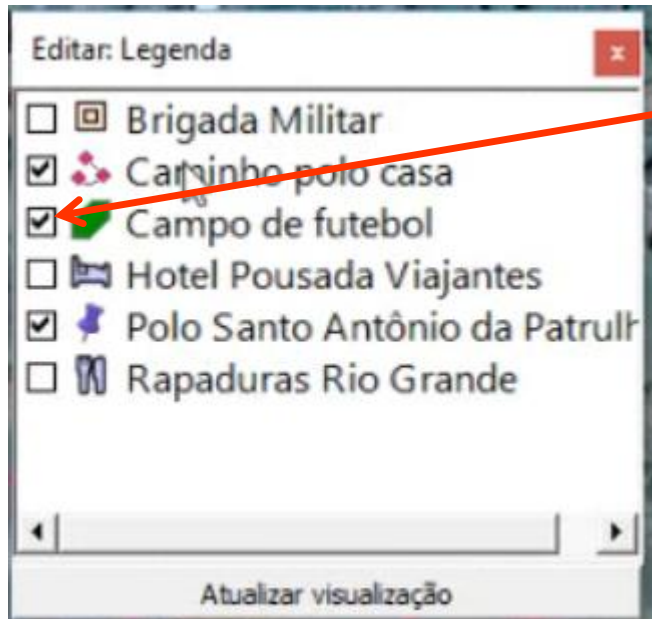 Editar: Legenda
x
Brigada Militar
Caminho polo casa
Campo de futebol
Hotel Pousada Viajantes
Polo Santo Antônio da Patrulh
Rapaduras Rio Grande
Atualizar visualização